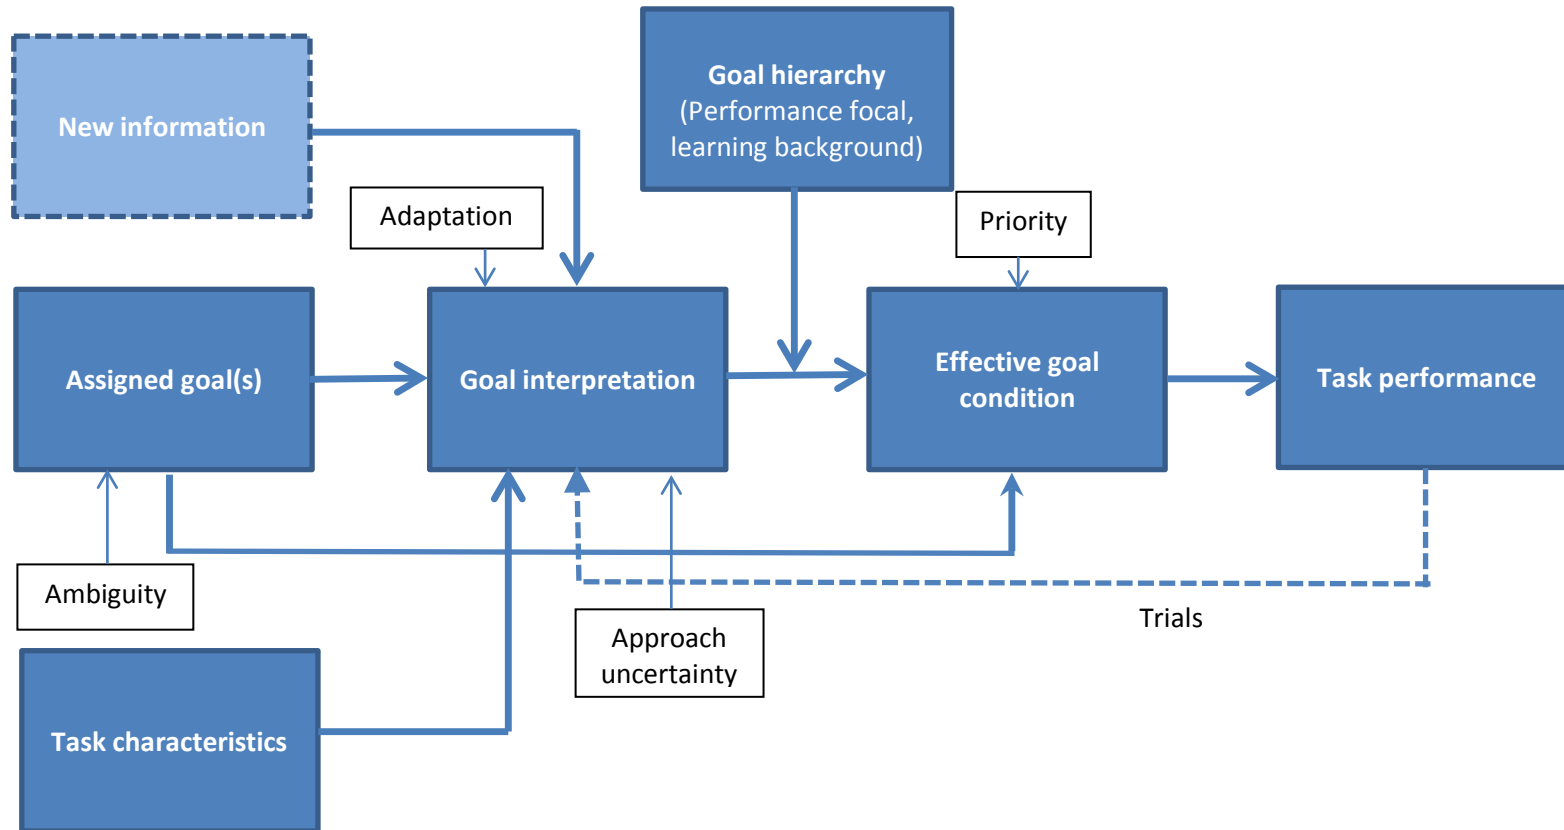 New information
Goal hierarchy
(Performance focal,
learning background)
Adaptation
Priority
Assigned goal(s)
Goal interpretation
Effective goal
condition
Task performance
Ambiguity
Trials
Approach
uncertainty
Task characteristics